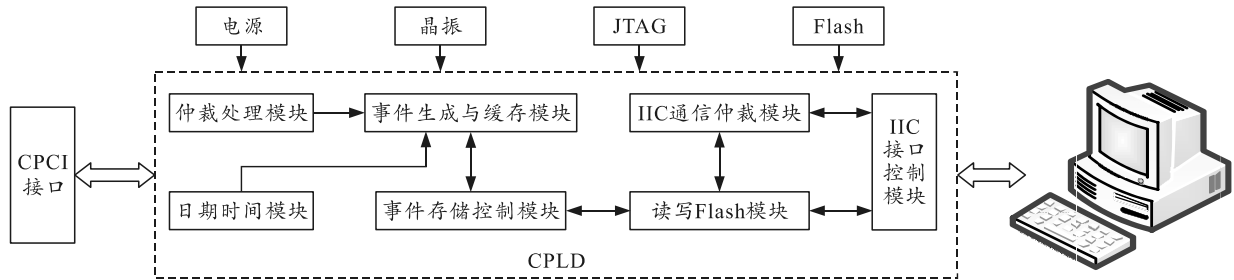 电源
晶振
JTAG
Flash
CPCI
接口
仲裁处理模块
事件生成与缓存模块
IIC通信仲裁模块
IIC
接口
控制
模块
日期时间模块
事件存储控制模块
读写Flash模块
CPLD